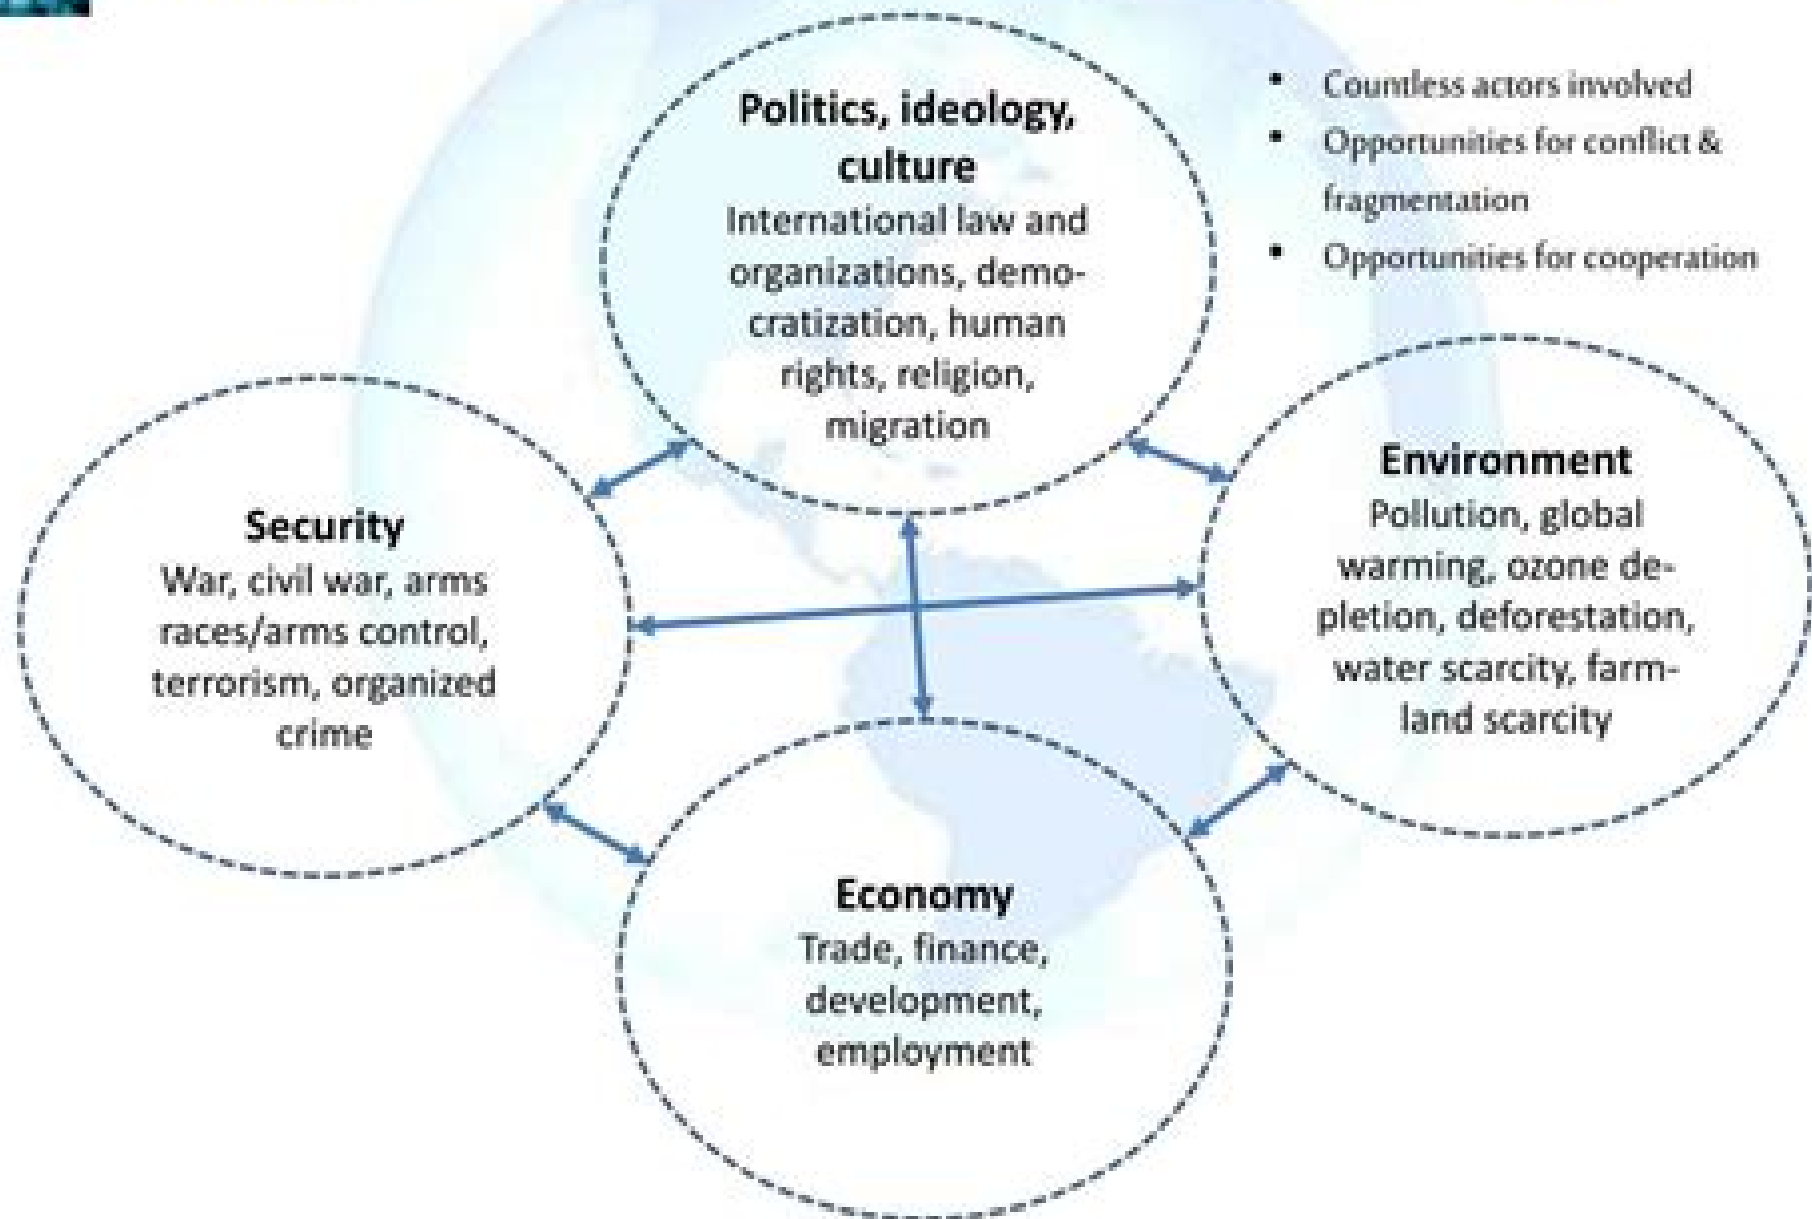 Politics, ideology,
culture
International law and
organizations, demo-
cratization, human
rights, religion,
migration
• Countless actors involved
• Opportunities for conflict &
fragmentation
• Opportunities for cooperation
Security
War, civil war, arms
races/arms control,
terrorism, organized
crime
Environment
Pollution, global
warming, ozone de-
pletion, deforestation,
water scarcity, farm-
land scarcity
Economy
Trade, finance,
development,
employment